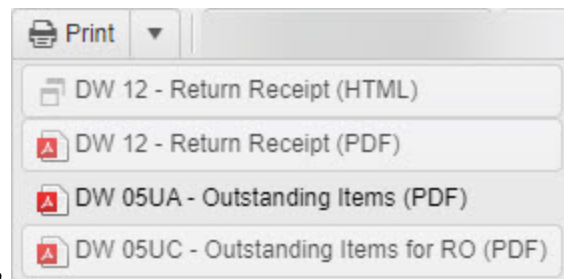 Print
DW 12 - Return Receipt (HTML)
DW 12 - Return Receipt (PDF)
DW 05UA - Outstanding Items (PDF)
DW 05UC - Outstanding Items for RO (PDF)